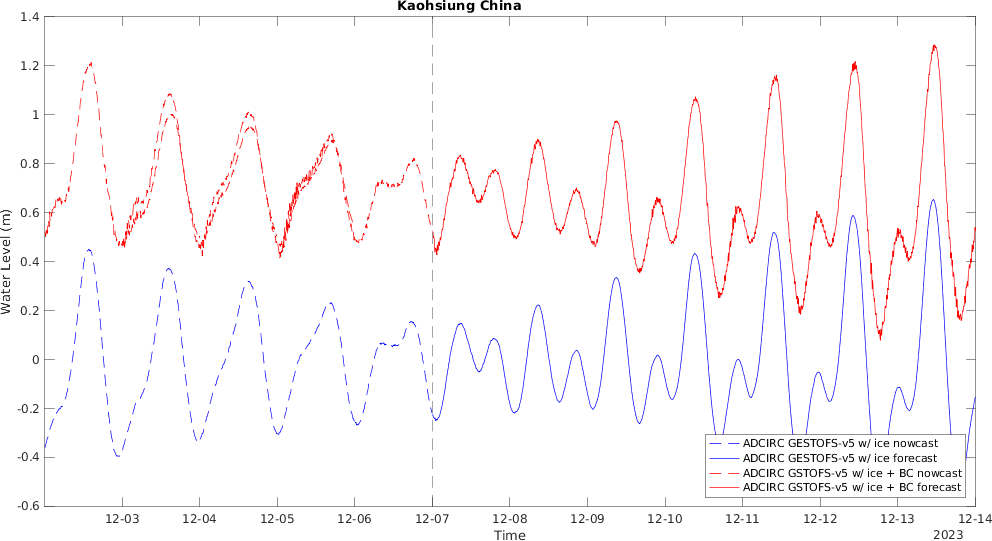 Kaohsiung China
1.4
1.2
1
0.8
0.6
0.4
0.2
0
-0.2
-0.4
-0.6
Water Level (m)
ADCIRC GESTOFS-v5 w/ ice nowcast
ADCIRC GESTOFS-v5 w/ ice forecast
ADCIRC GSTOFS-v5 w/ ice + BC nowcast
ADCIRC GSTOFS-v5 w/ ice + BC forecast
12-03 12-04 12-05 12-06 12-07 12-08 12-09 12-10 12-11 12-12 12-13 12-14
Time
2023